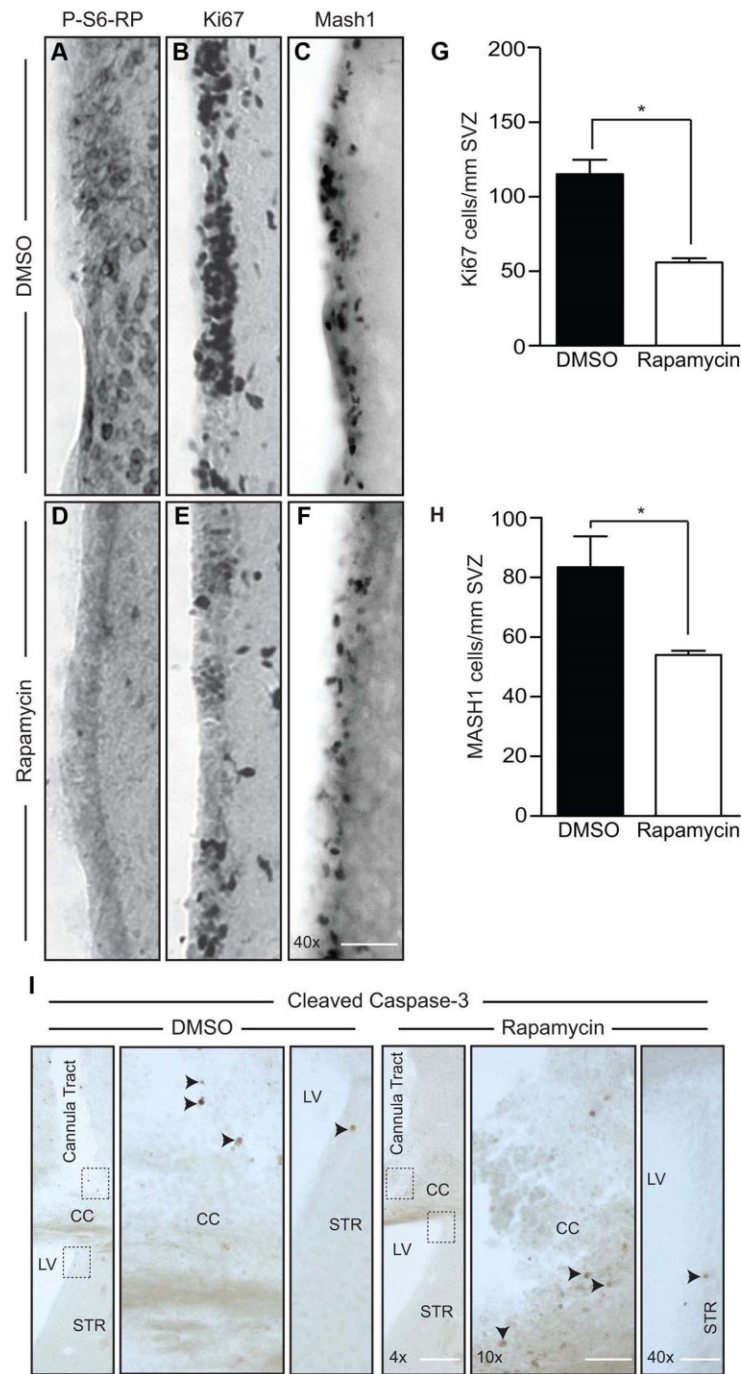 P-S6-RP Ki67 Mash1
A B C
DMSO
D E F
Rapamycin
40x
G
Ki67 cells/mm SVZ
200
150
100
50
0
*
DMSO Rapamycin
H
MASH1 cells/mm SVZ
100
80
60
40
20
0
*
DMSO Rapamycin
I
Cleaved Caspase-3
DMSO Rapamycin
Cannula Tract
CC
LV
STR
CC
LV
STR
Cannula Tract
CC
LV
STR
4x
CC
10x
LV
STR
40x